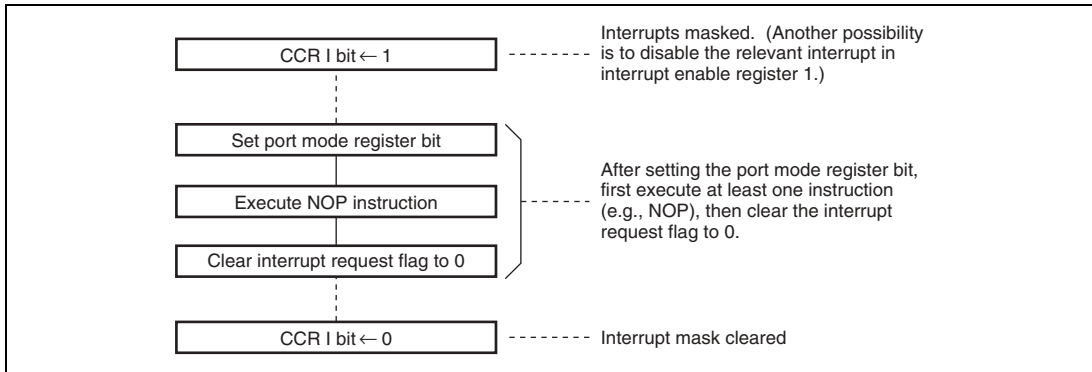 CCR I bit ← 1
Interrupts masked.  (Another possibility
is to disable the relevant interrupt in
interrupt enable register 1.)
Set port mode register bit
Execute NOP instruction
Clear interrupt request flag to 0
After setting the port mode register bit,
first execute at least one instruction
(e.g., NOP), then clear the interrupt
request flag to 0.
CCR I bit ← 0
Interrupt mask cleared